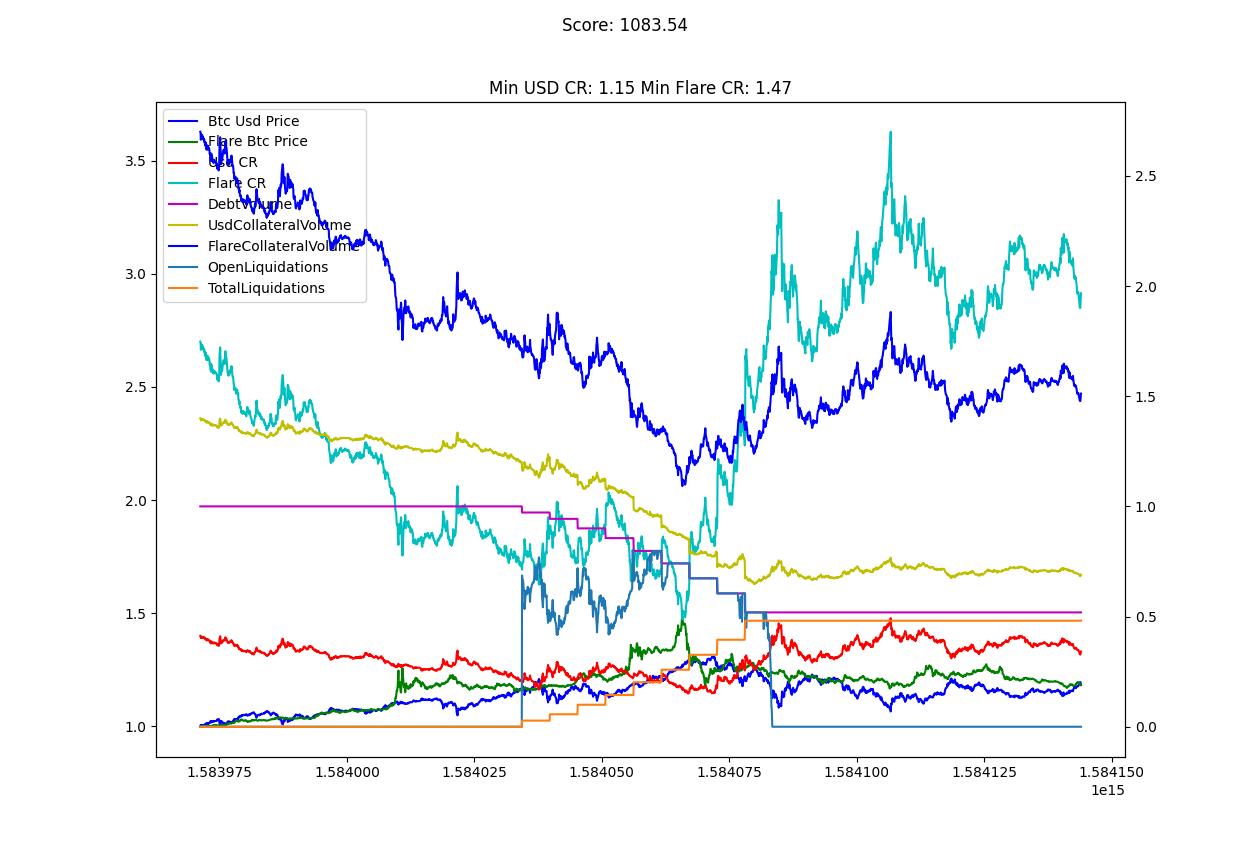 Score: 1083.54
Min USD CR: 1.15 Min Flare CR: 1.47
Btc Usd Price
Flare Btc Price
Usd CR
Flare CR
DebtVolume
UsdCollateralVolume
FlareCollateralVolume
OpenLiquidations
TotalLiquidations
3.5
3.0
2.5
2.0
1.5
1.0
2.5
2.0
1.5
1.0
0.5
0.0
1.583975 1.584000 1.584025 1.584050 1.584075 1.584100 1.584125 1.584150
1e15